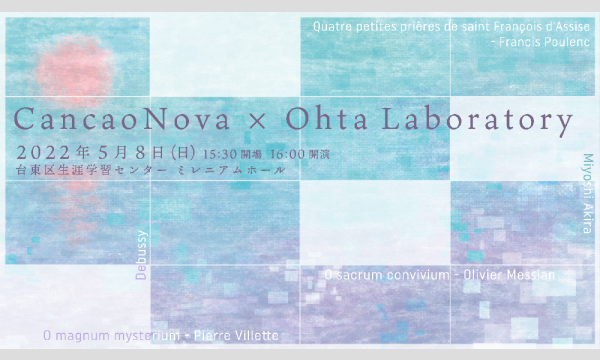 Quatre petites prières de saint François d'Assise
- Francis Poulenc
CancaoNova × Ohta Laboratory
2022年5月8日(日) 15:30開場 16:00開演
台東区生涯学習センター ミレニアムホール
Miyoshi Akira
Debussy
O sacrum convivium - Olivier Messian
O magnum mysterium - Pierre Villette